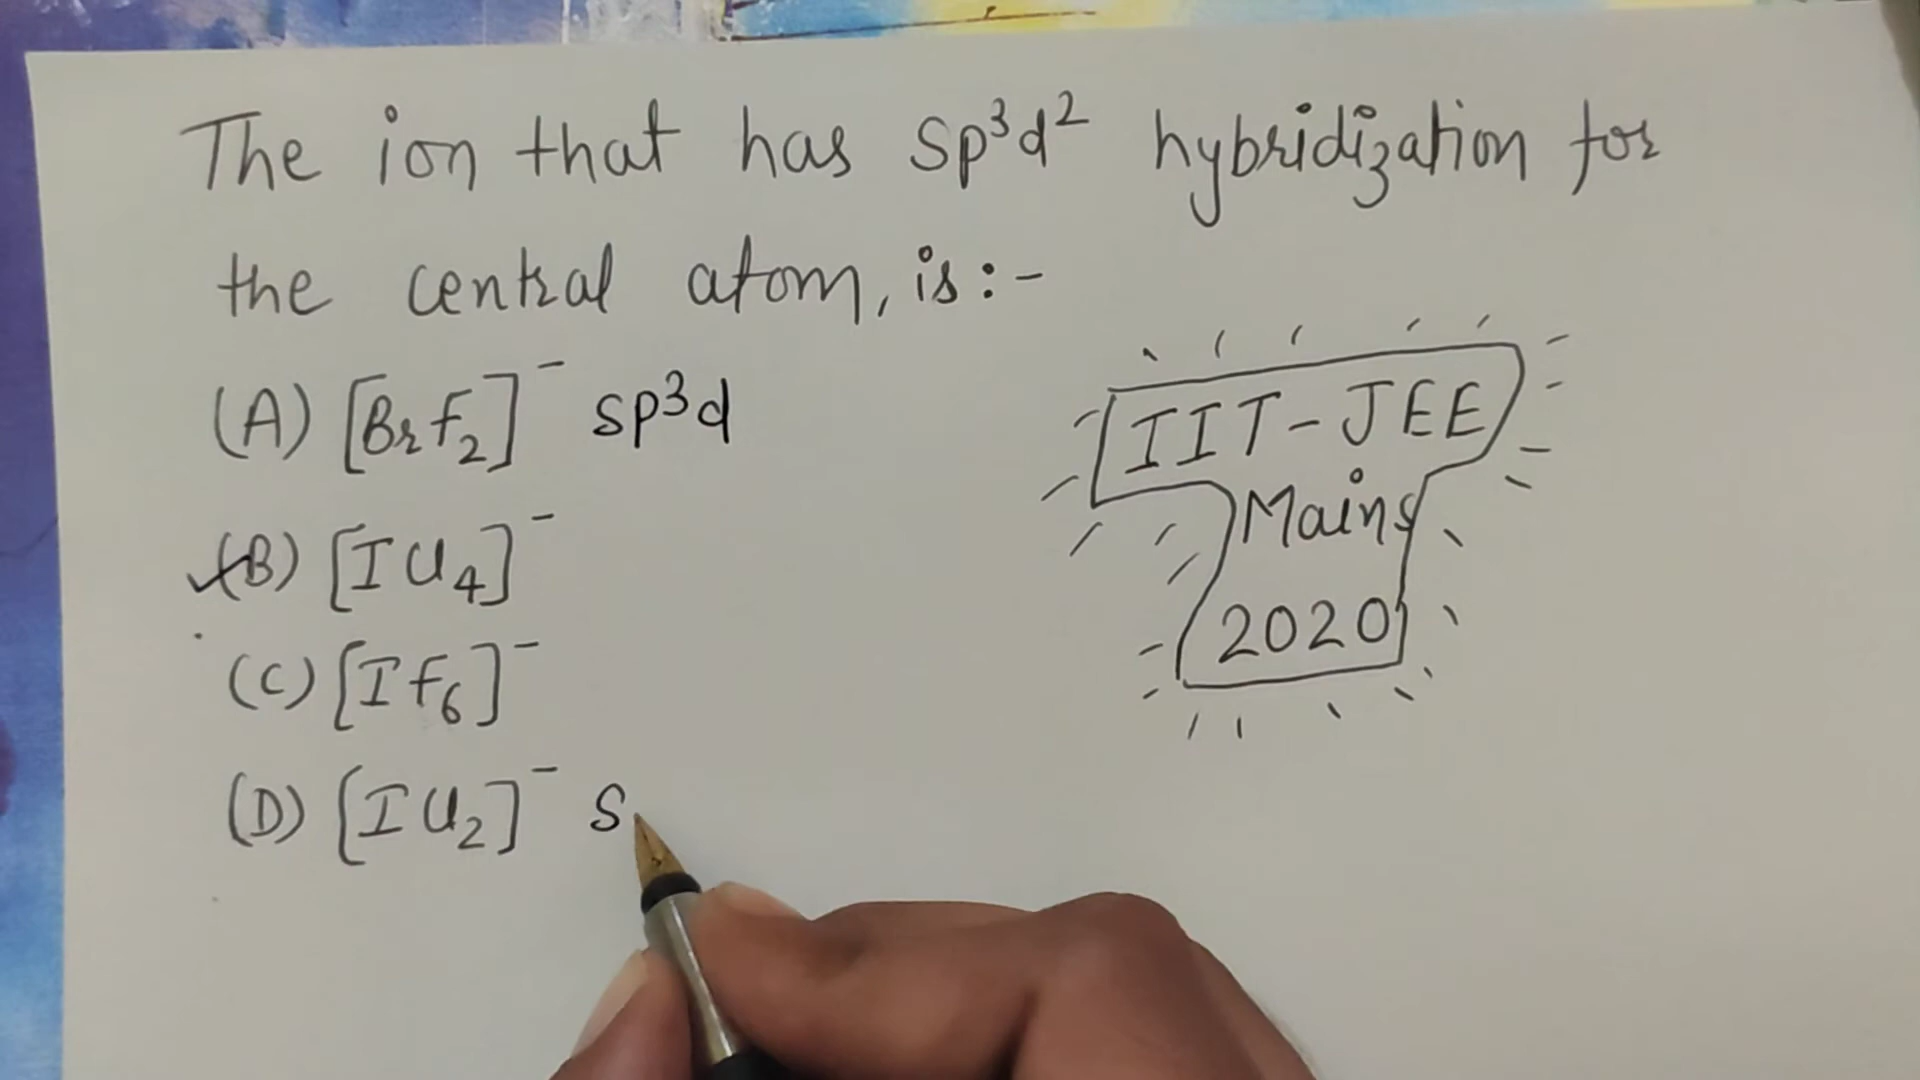 The ion that has sp³d² hybridization for
the central atom, is :-
(A) [BrF₂]⁻ sp³d
(B) [ICl₄]⁻
(C) [IF₆]⁻
(D) [ICl₂]⁻ s
IIT-JEE
Mains
2020